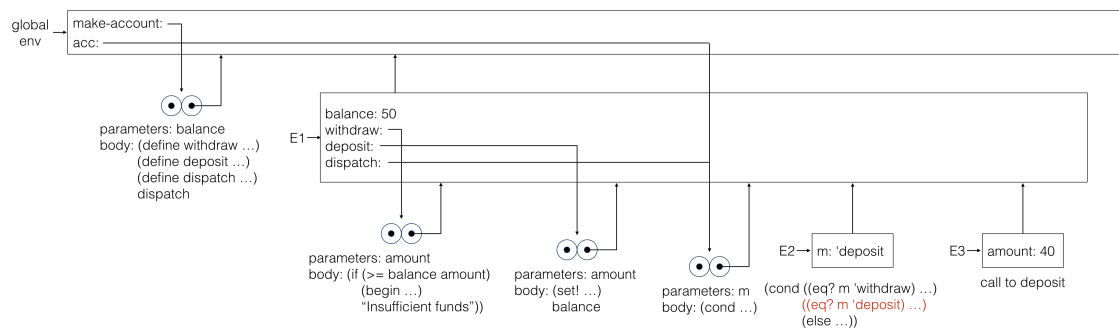 global
env
make-account:
acc:
parameters: balance
body: (define withdraw …)
(define deposit …)
(define dispatch …)
dispatch
E1
balance: 50
withdraw:
deposit:
dispatch:
parameters: amount
body: (if (>= balance amount)
(begin …)
“Insufficient funds"))
parameters: amount
body: (set! …)
balance
parameters: m
body: (cond …)
E2
m: 'deposit
(cond ((eq? m 'withdraw) …)
((eq? m 'deposit) …)
(else …))
E3
amount: 40
call to deposit